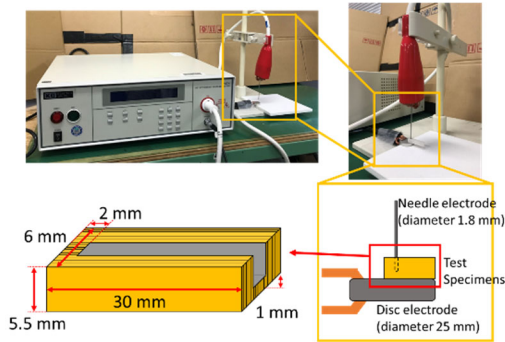 2 mm
6 mm
30 mm
5.5 mm
1 mm
Needle electrode
(diameter 1.8 mm)
Test
Specimens
Disc electrode
(diameter 25 mm)